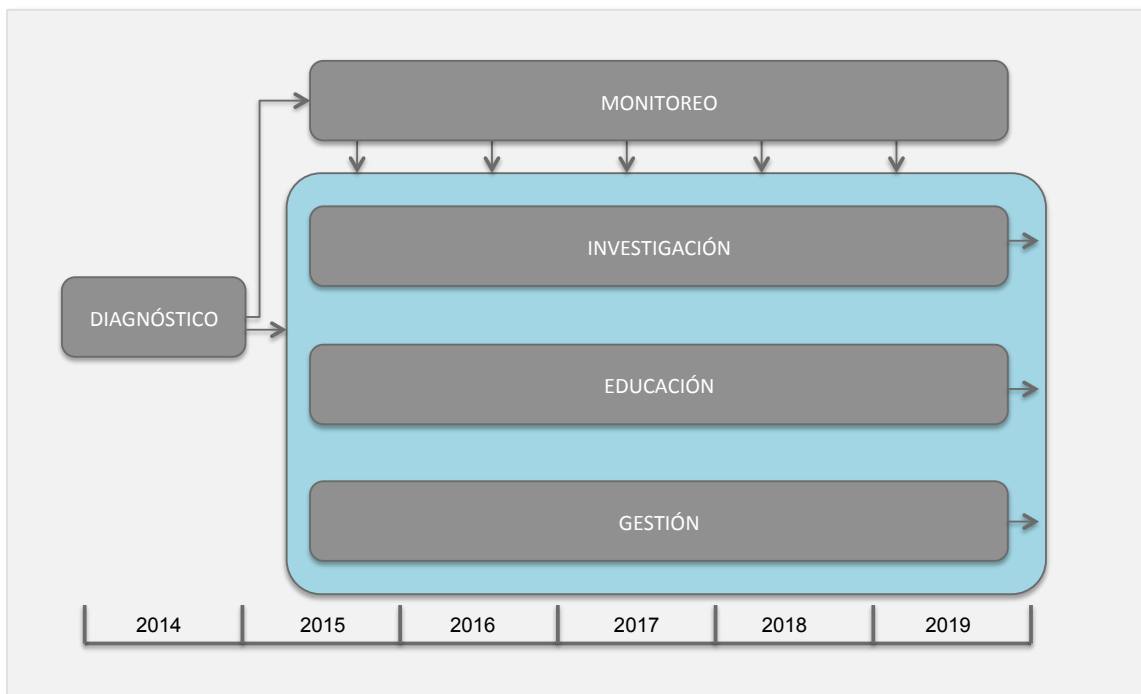 MONITOREO
INVESTIGACIÓN
DIAGNÓSTICO
EDUCACIÓN
GESTIÓN
2014 2015 2016 2017 2018 2019